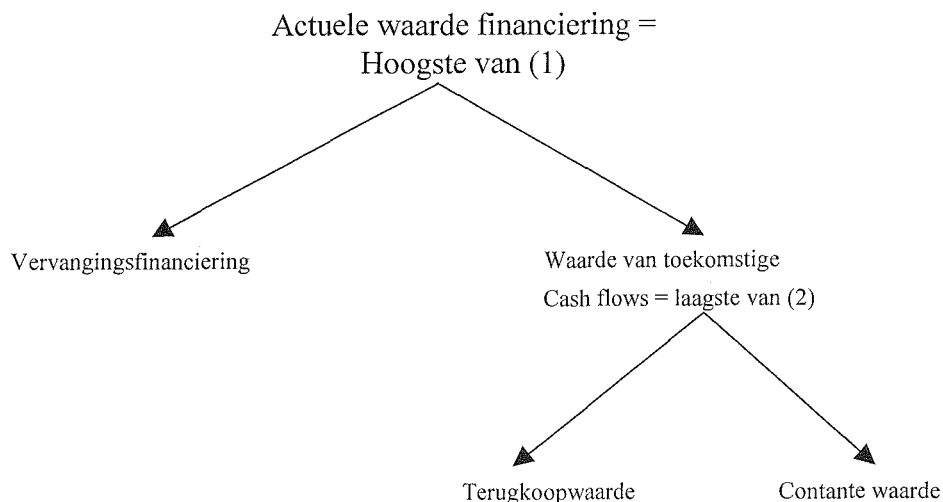 Actuele waarde financiering =
Hoogste van (1)
Vervangingsfinanciering
Waarde van toekomstige
Cash flows = laagste van (2)
Terugkoopwaarde
Contante waarde